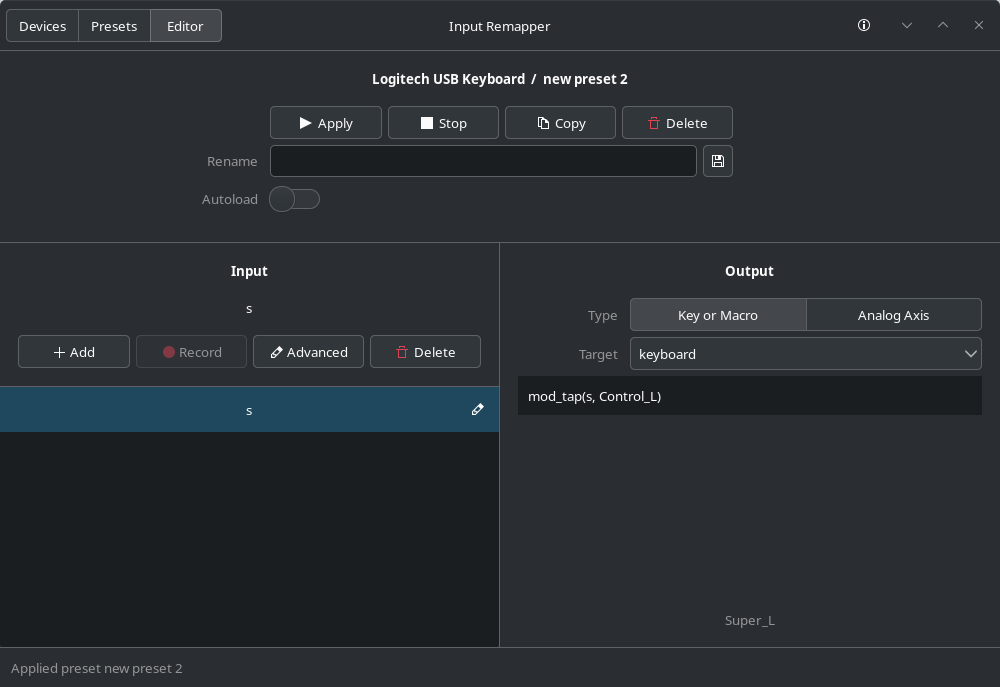 Devices Presets Editor Input Remapper
Logitech USB Keyboard / new preset 2
Apply Stop Copy Delete
Rename
Autoload
Input
s
Add Record Advanced Delete
s
Output
Type Key or Macro Analog Axis
Target keyboard
mod_tap(s, Control_L)
Super_L
Applied preset new preset 2